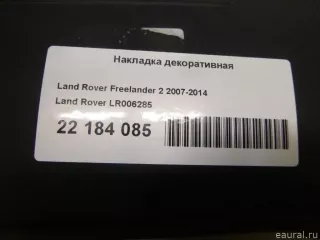 Накладка декоративная
Land Rover Freelander 2 2007-2014
Land Rover LR006285
22 184 085
eaural.ru